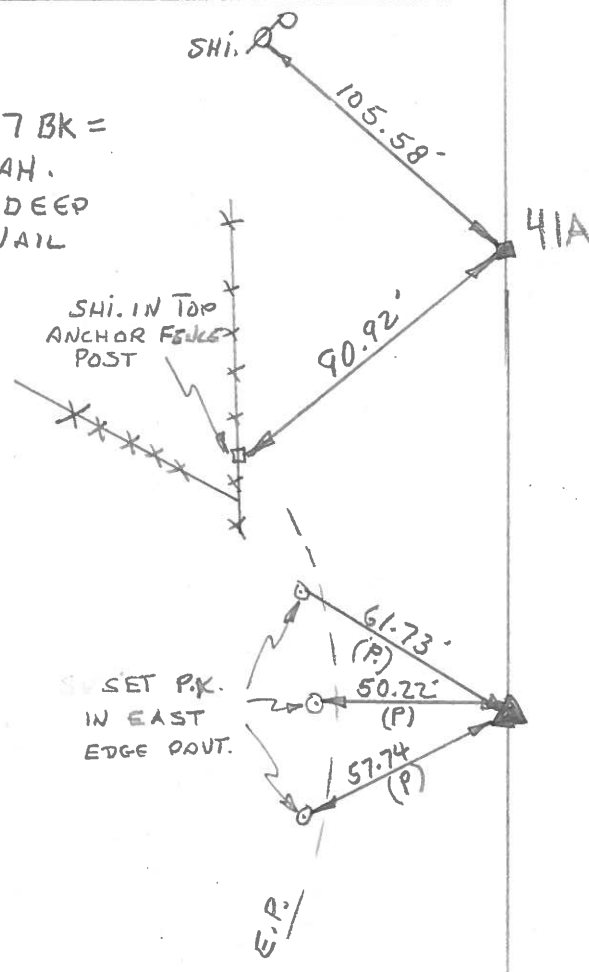 SHI.
105.58'
7 BK =
AH.
DEEP
NAIL
41A
SHI. IN TOP
ANCHOR FENCE
POST
90.92'
61.73'
(P.)
SET P.K.
IN EAST
EDGE PAVT.
50.22'
(P)
57.74
(P)
E.P.